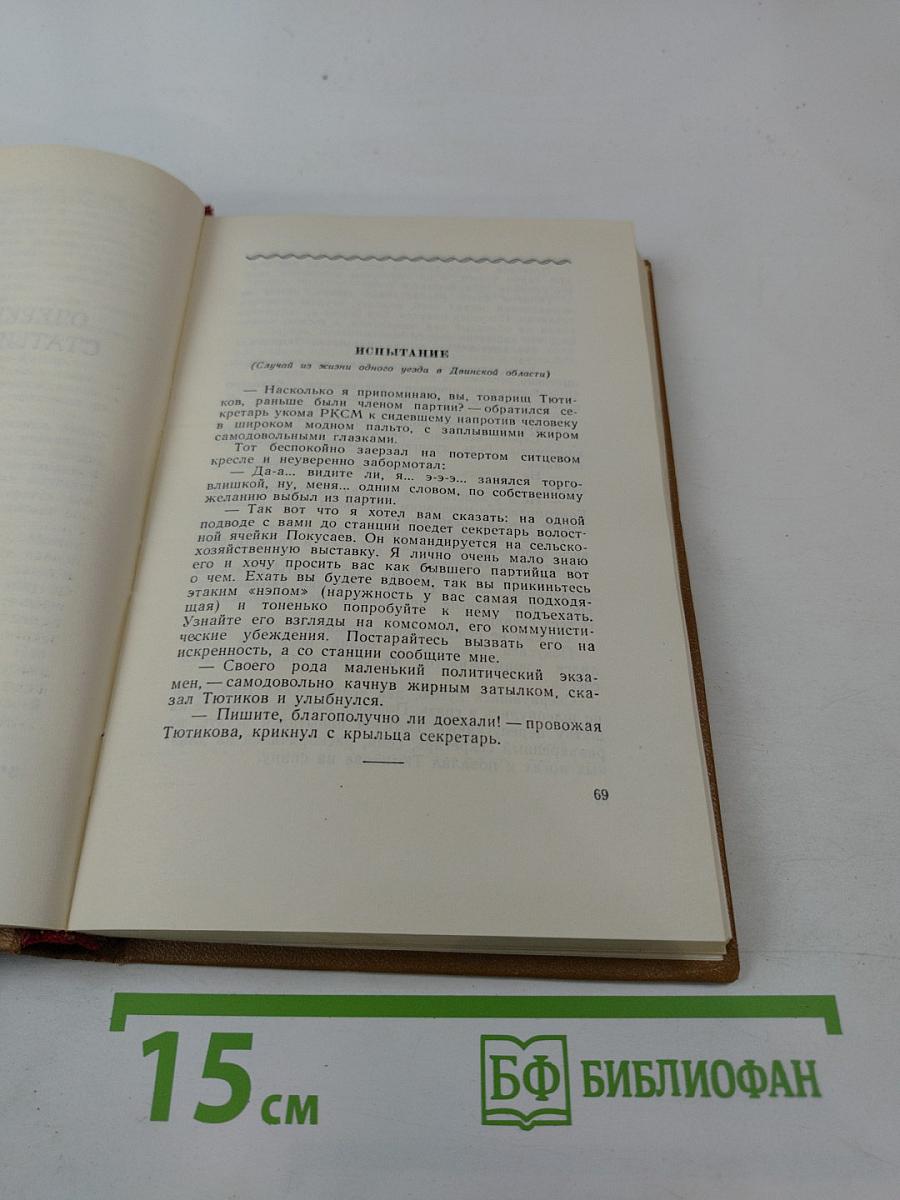 ИСПЫТАНИЕ
(Случай из жизни одного уезда в Двинской области)
— Насколько я припоминаю, вы, товарищ Тюти-
ков, раньше были членом партии? — обратился се-
кретарь укома РКСМ к сидевшему напротив человеку
в широком модном пальто, с заплывшими жиром
самодовольными глазками.
Тот беспокойно заерзал на потертом ситцевом
кресле и неуверенно забормотал:
— Да-а... видите ли, я... э-э-э... занялся торго-
влишкой, ну, меня... одним словом, по собственному
желанию выбыл из партии.
— Так вот что я хотел вам сказать: на одной
подводе с вами до станции поедет секретарь волост-
ной ячейки Покусаев. Он командируется на сельско-
хозяйственную выставку. Я лично очень мало знаю
его и хочу просить вас как бывшего партийца вот
о чем. Ехать вы будете вдвоем, так вы прикиньтесь
этаким «нэпом» (наружность у вас самая подходя-
щая) и тоненько попробуйте к нему подъехать.
Узнайте его взгляды на комсомол, его коммунисти-
ческие убеждения. Постарайтесь вызвать его на
искренность, а со станции сообщите мне.
— Своего рода маленький политический экза-
мен, — самодовольно качнув жирным затылком, ска-
зал Тютиков и улыбнулся.
— Пишите, благополучно ли доехали! — провожая
Тютикова, крикнул с крыльца секретарь.
69
15 см
БФ БИБЛИОФАН